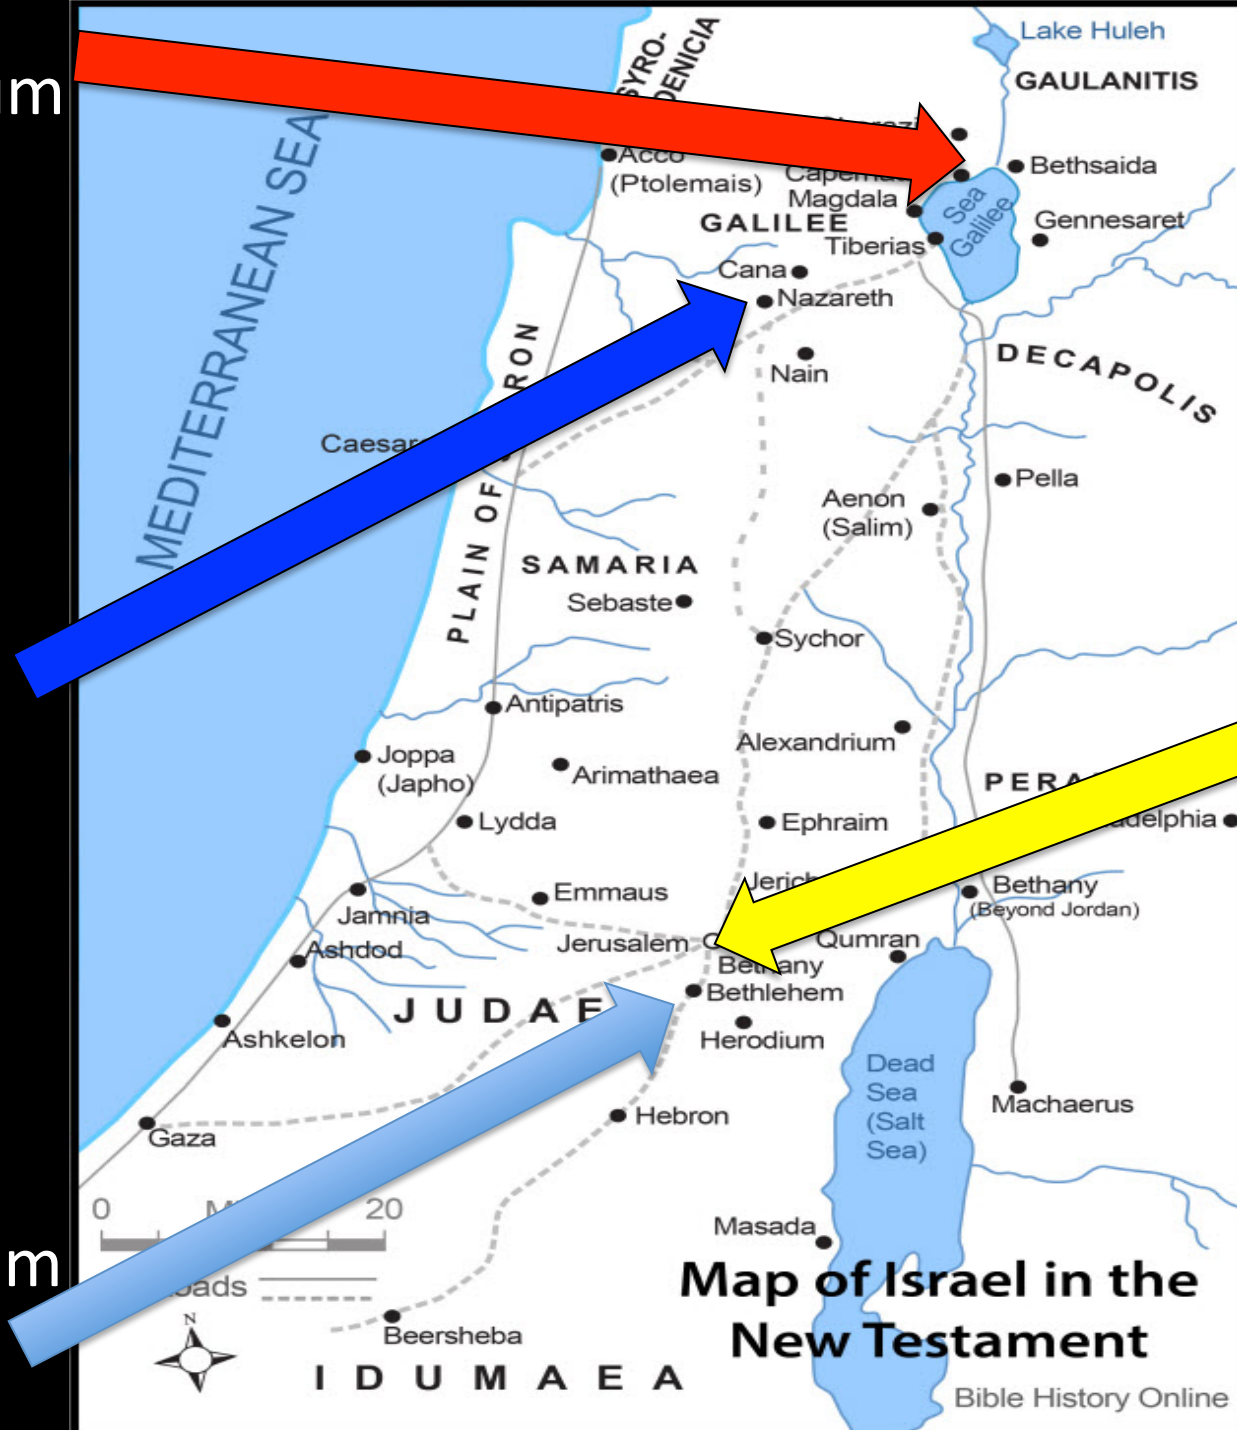 Lake Huleh
GAULANITIS
um
Bethsaida
MEDITERRANEAN SEA
Acco
(Ptolemais)
Magdala
Sea
Galilee
GALILEE
Gennesaret
Tiberias
Cana
Nazareth
DECAPOLIS
Nain
PLAIN OF
Pella
Aenon
(Salim)
SAMARIA
Sebaste
Sychor
Antipatris
Alexandrium
Joppa
(Japho)
Arimathaea
Lydda
Ephraim
Emmaus
Bethany
(Beyond Jordan)
Jamnia
Ashdod
Jerusalem
Qumran
Bethany
Bethlehem
Ashkelon
Herodium
Dead
Sea
(Salt
Sea)
Machaerus
Hebron
Gaza
0
20
Masada
m
N
Beersheba
IDUMAEA
Map of Israel in the
New Testament
Bible History Online